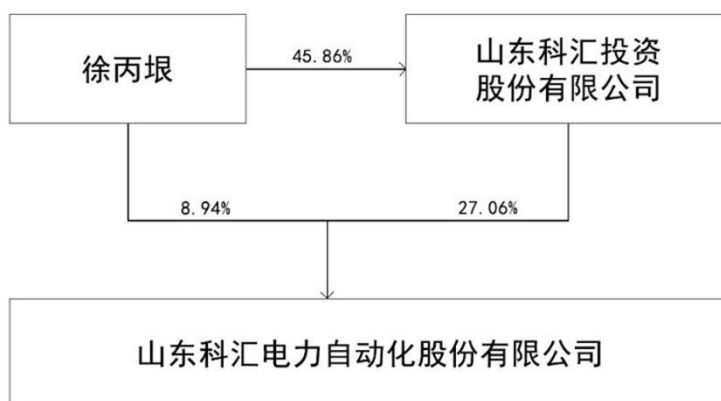 徐丙垠
45.86%
山东科汇投资
股份有限公司
8.94%
27.06%
山东科汇电力自动化股份有限公司